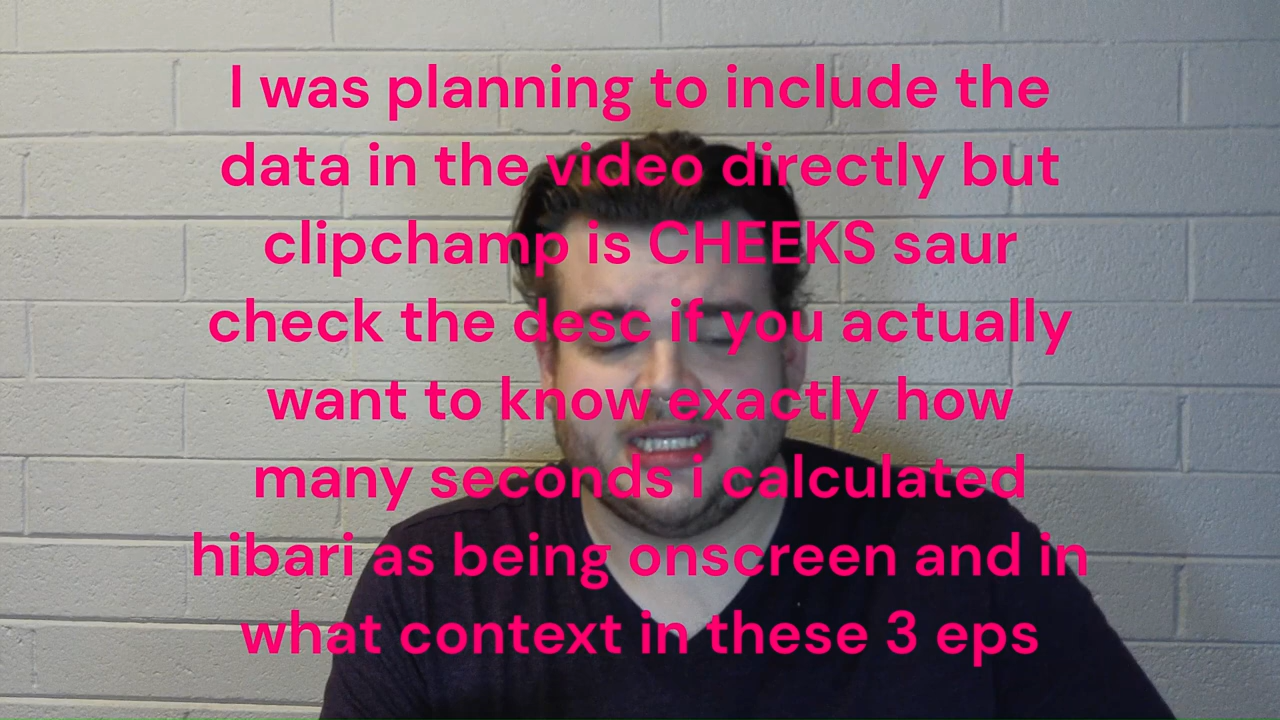 I was planning to include the
data in the video directly but
clipchamp is CHEEKS saur
check the desc if you actually
want to know exactly how
many seconds i calculated
hibari as being onscreen and in
what context in these 3 eps